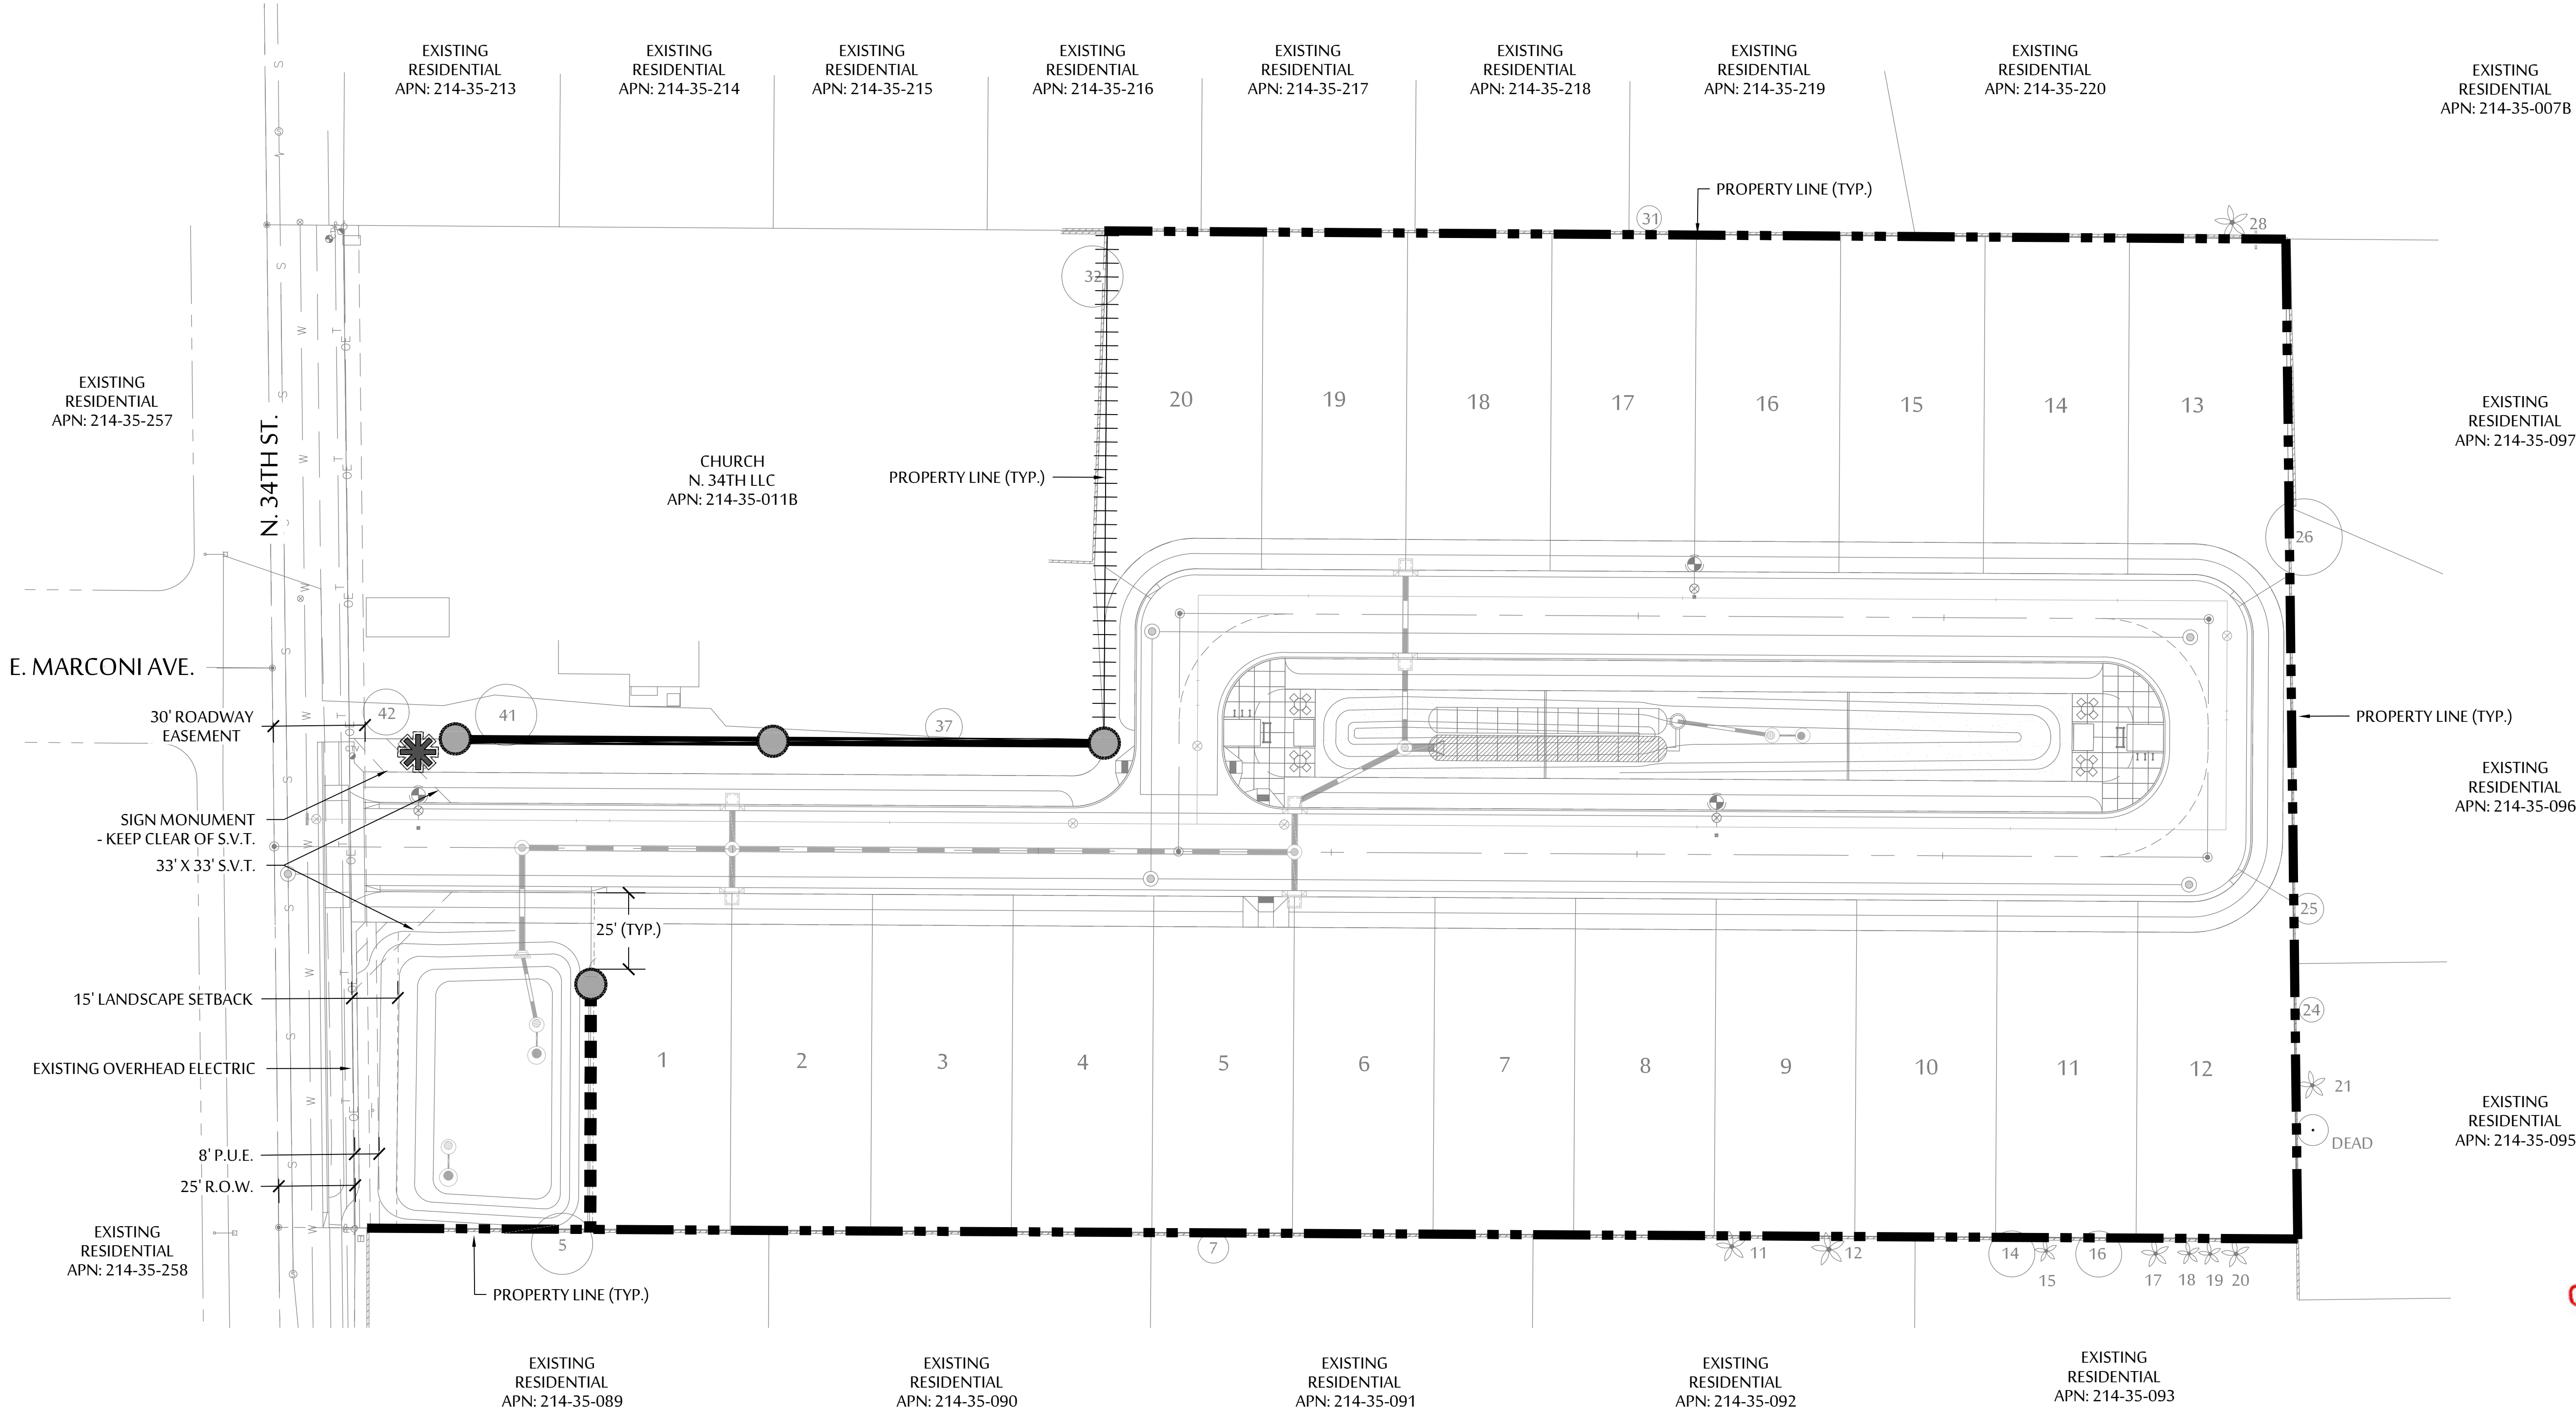 EXISTING
RESIDENTIAL
APN: 214-35-213
EXISTING
RESIDENTIAL
APN: 214-35-214
EXISTING
RESIDENTIAL
APN: 214-35-215
EXISTING
RESIDENTIAL
APN: 214-35-216
EXISTING
RESIDENTIAL
APN: 214-35-217
EXISTING
RESIDENTIAL
APN: 214-35-218
EXISTING
RESIDENTIAL
APN: 214-35-219
EXISTING
RESIDENTIAL
APN: 214-35-220
EXISTING
RESIDENTIAL
APN: 214-35-007B
PROPERTY LINE (TYP.)
31
28
32
EXISTING
RESIDENTIAL
APN: 214-35-257
N. 34TH ST.
CHURCH
N. 34TH LLC
APN: 214-35-011B
PROPERTY LINE (TYP.)
20
19
18
17
16
15
14
13
EXISTING
RESIDENTIAL
APN: 214-35-097
26
E. MARCONI AVE.
30' ROADWAY
EASEMENT
42
41
37
PROPERTY LINE (TYP.)
SIGN MONUMENT
- KEEP CLEAR OF S.V.T.
33' X 33' S.V.T.
EXISTING
RESIDENTIAL
APN: 214-35-096
25' (TYP.)
25
15' LANDSCAPE SETBACK
24
EXISTING OVERHEAD ELECTRIC
1
2
3
4
5
6
7
8
9
10
11
12
21
DEAD
EXISTING
RESIDENTIAL
APN: 214-35-095
8' P.U.E.
25' R.O.W.
EXISTING
RESIDENTIAL
APN: 214-35-258
5
7
11
12
14
15
16
17
18
19
20
PROPERTY LINE (TYP.)
EXISTING
RESIDENTIAL
APN: 214-35-089
EXISTING
RESIDENTIAL
APN: 214-35-090
EXISTING
RESIDENTIAL
APN: 214-35-091
EXISTING
RESIDENTIAL
APN: 214-35-092
EXISTING
RESIDENTIAL
APN: 214-35-093